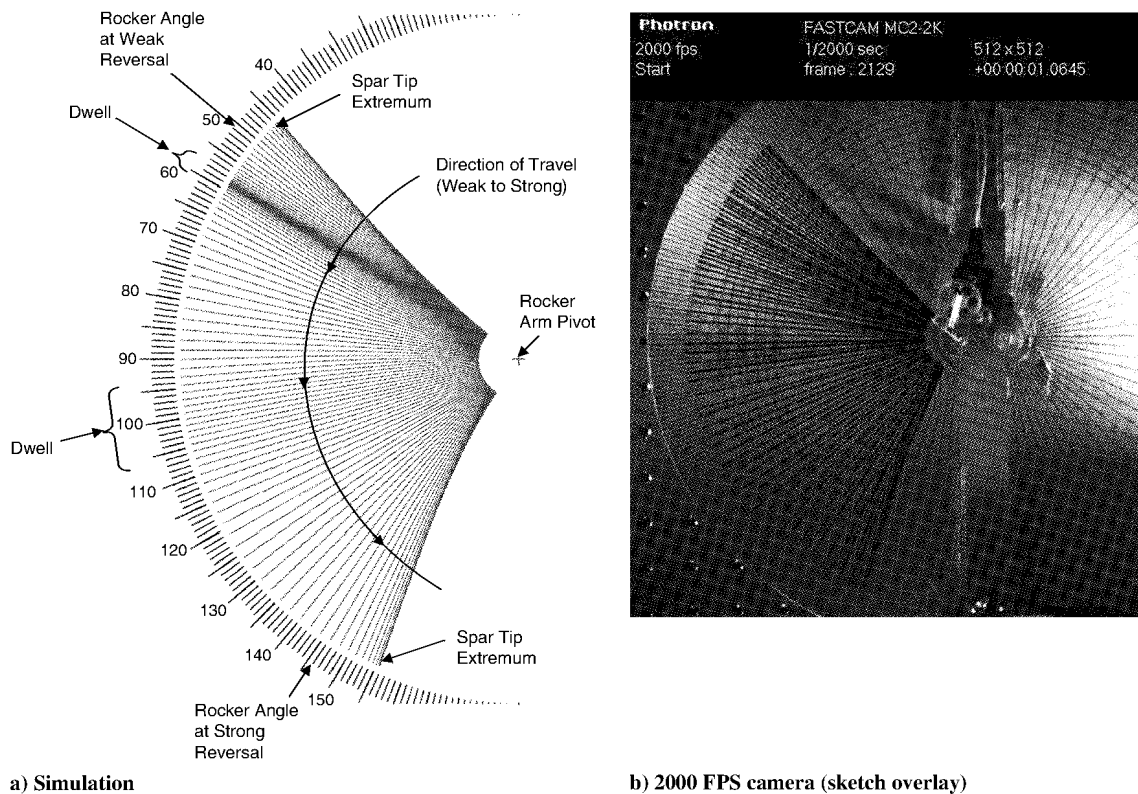 Rocker Angle
at Weak
Reversal
40
Spar Tip
Extremum
Dwell
50
60
Direction of Travel
(Weak to Strong)
70
80
Rocker
Arm Pivot
90
100
Dwell
110
120
130
140
150
Spar Tip
Extremum
Rocker Angle
at Strong
Reversal
a) Simulation
Photron
FASTCAM MC2-2K
2000 fps
1/2000 sec
512 x 512
Start
frame : 2129
+00:00:01.0645
b) 2000 FPS camera (sketch overlay)